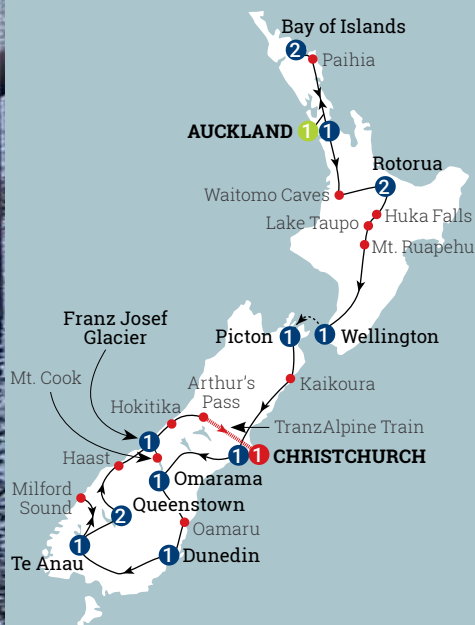 Bay of Islands
2
Paihia
AUCKLAND 1 1
Rotorua
2
Waitomo Caves
Huka Falls
Lake Taupo
Mt. Ruapehu
Picton 1
1 Wellington
Franz Josef
Glacier
Kaikoura
Mt. Cook
Arthur's
Pass
Hokitika
TranzAlpine Train
1
1 1 CHRISTCHURCH
Haast
1 Omarama
Milford
Sound
Queenstown
2
Oamaru
1
Te Anau
1 Dunedin